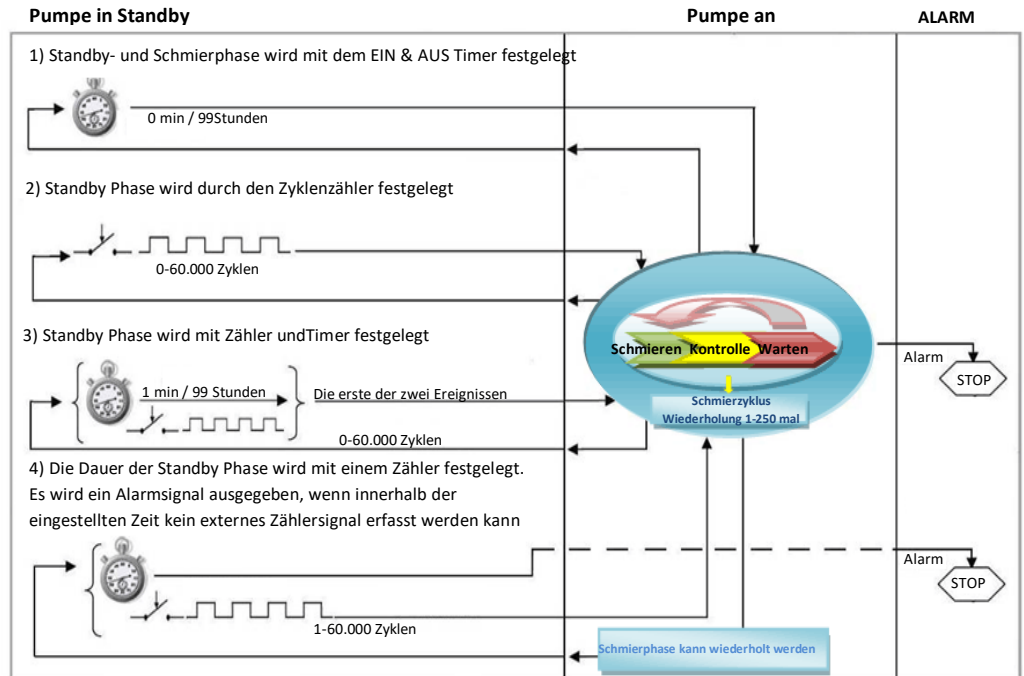 Pumpe in Standby
Pumpe an
ALARM
1) Standby- und Schmierphase wird mit dem EIN & AUS Timer festgelegt
0 min / 99Stunden
2) Standby Phase wird durch den Zyklenzähler festgelegt
0-60.000 Zyklen
3) Standby Phase wird mit Zähler undTimer festgelegt
1 min / 99 Stunden
Die erste der zwei Ereignissen
0-60.000 Zyklen
Schmieren Kontrolle Warten
Schmierzyklus
Wiederholung 1-250 mal
Alarm
STOP
4) Die Dauer der Standby Phase wird mit einem Zähler festgelegt.
Es wird ein Alarmsignal ausgegeben, wenn innerhalb der
eingestellten Zeit kein externes Zählersignal erfasst werden kann
Alarm
STOP
1-60.000 Zyklen
Schmierphase kann wiederholt werden